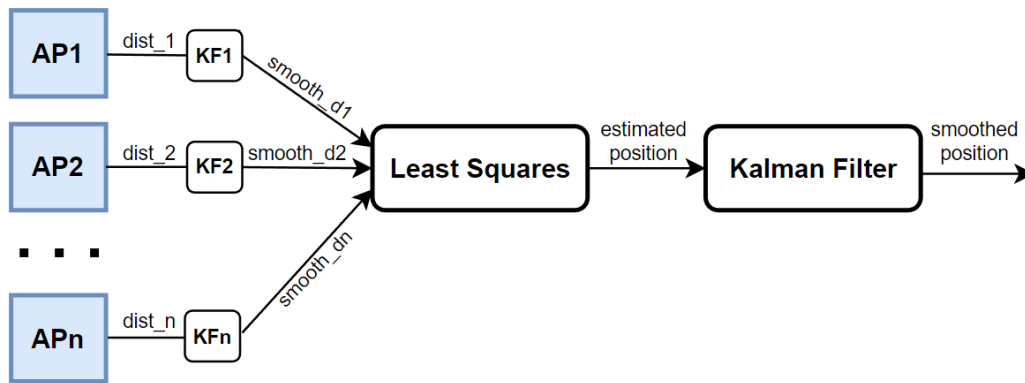 AP1
dist_1
KF1
smooth_d1
AP2
dist_2
KF2
smooth_d2
Least Squares
estimated
position
Kalman Filter
smoothed
position
. . .
APn
dist_n
KFn
smooth_dn